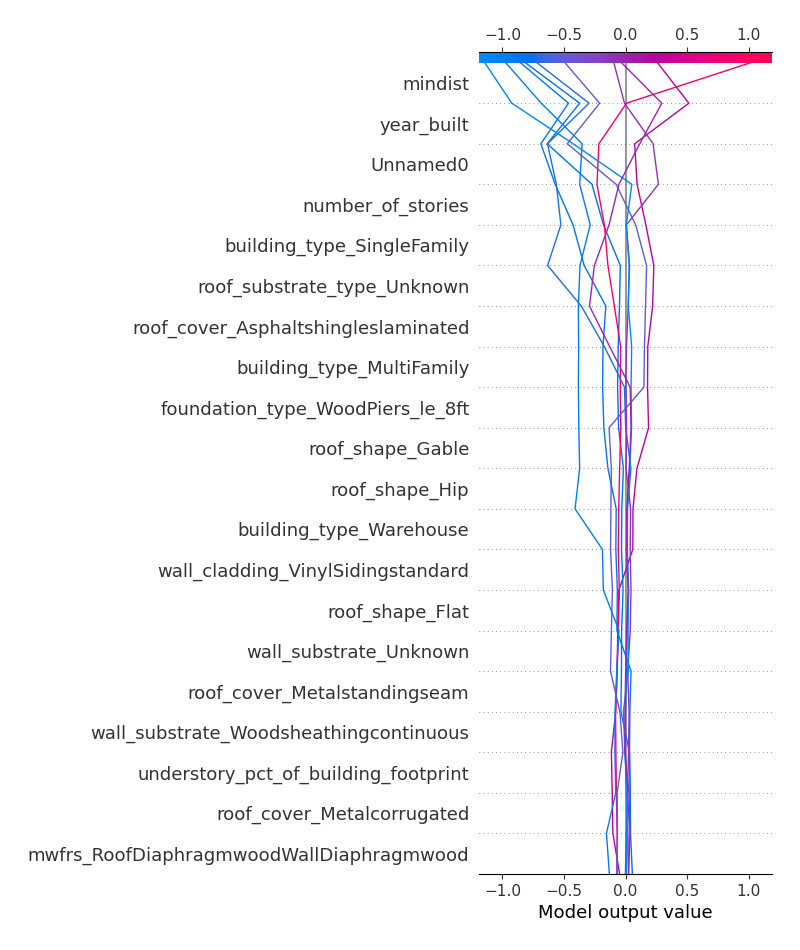 −1.0 −0.5 0.0 0.5 1.0
mindist
year_built
Unnamed0
number_of_stories
building_type_SingleFamily
roof_substrate_type_Unknown
roof_cover_Asphaltshingleslaminated
building_type_MultiFamily
foundation_type_WoodPiers_le_8ft
roof_shape_Gable
roof_shape_Hip
building_type_Warehouse
wall_cladding_VinylSidingstandard
roof_shape_Flat
wall_substrate_Unknown
roof_cover_Metalstandingseam
wall_substrate_Woodsheathingcontinuous
understory_pct_of_building_footprint
roof_cover_Metalcorrugated
mwfrs_RoofDiaphragmwoodWallDiaphragmwood
−1.0 −0.5 0.0 0.5 1.0
Model output value